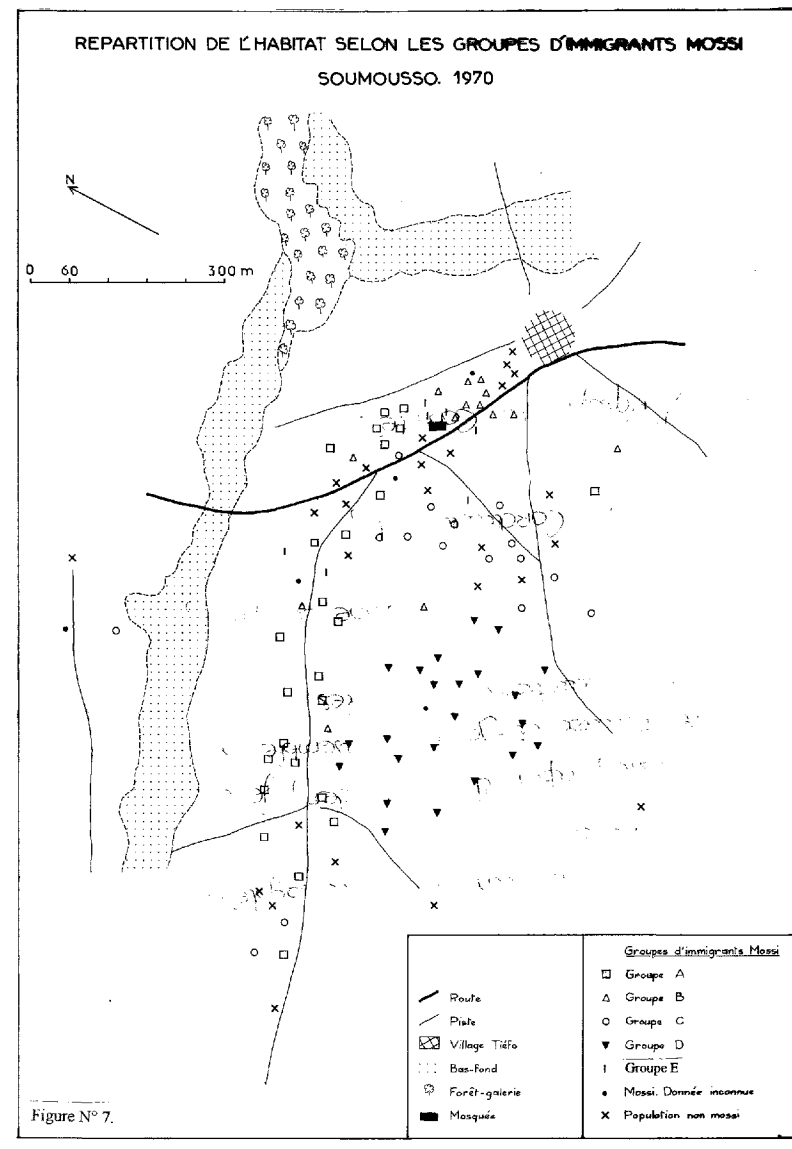 REPARTITION DE L'HABITAT SELON LES GROUPES D'IMMIGRANTS MOSSI
SOUMOUSSO. 1970
N
0 60 300 m
Route
Piste
Village Tiéfo
Bas-fond
Forêt-galerie
Mosquée
Groupes d'immigrants Mossi
Groupe A
Groupe B
Groupe C
Groupe D
Groupe E
Mossi. Donnée inconnue
Population non mossi
Figure N° 7.